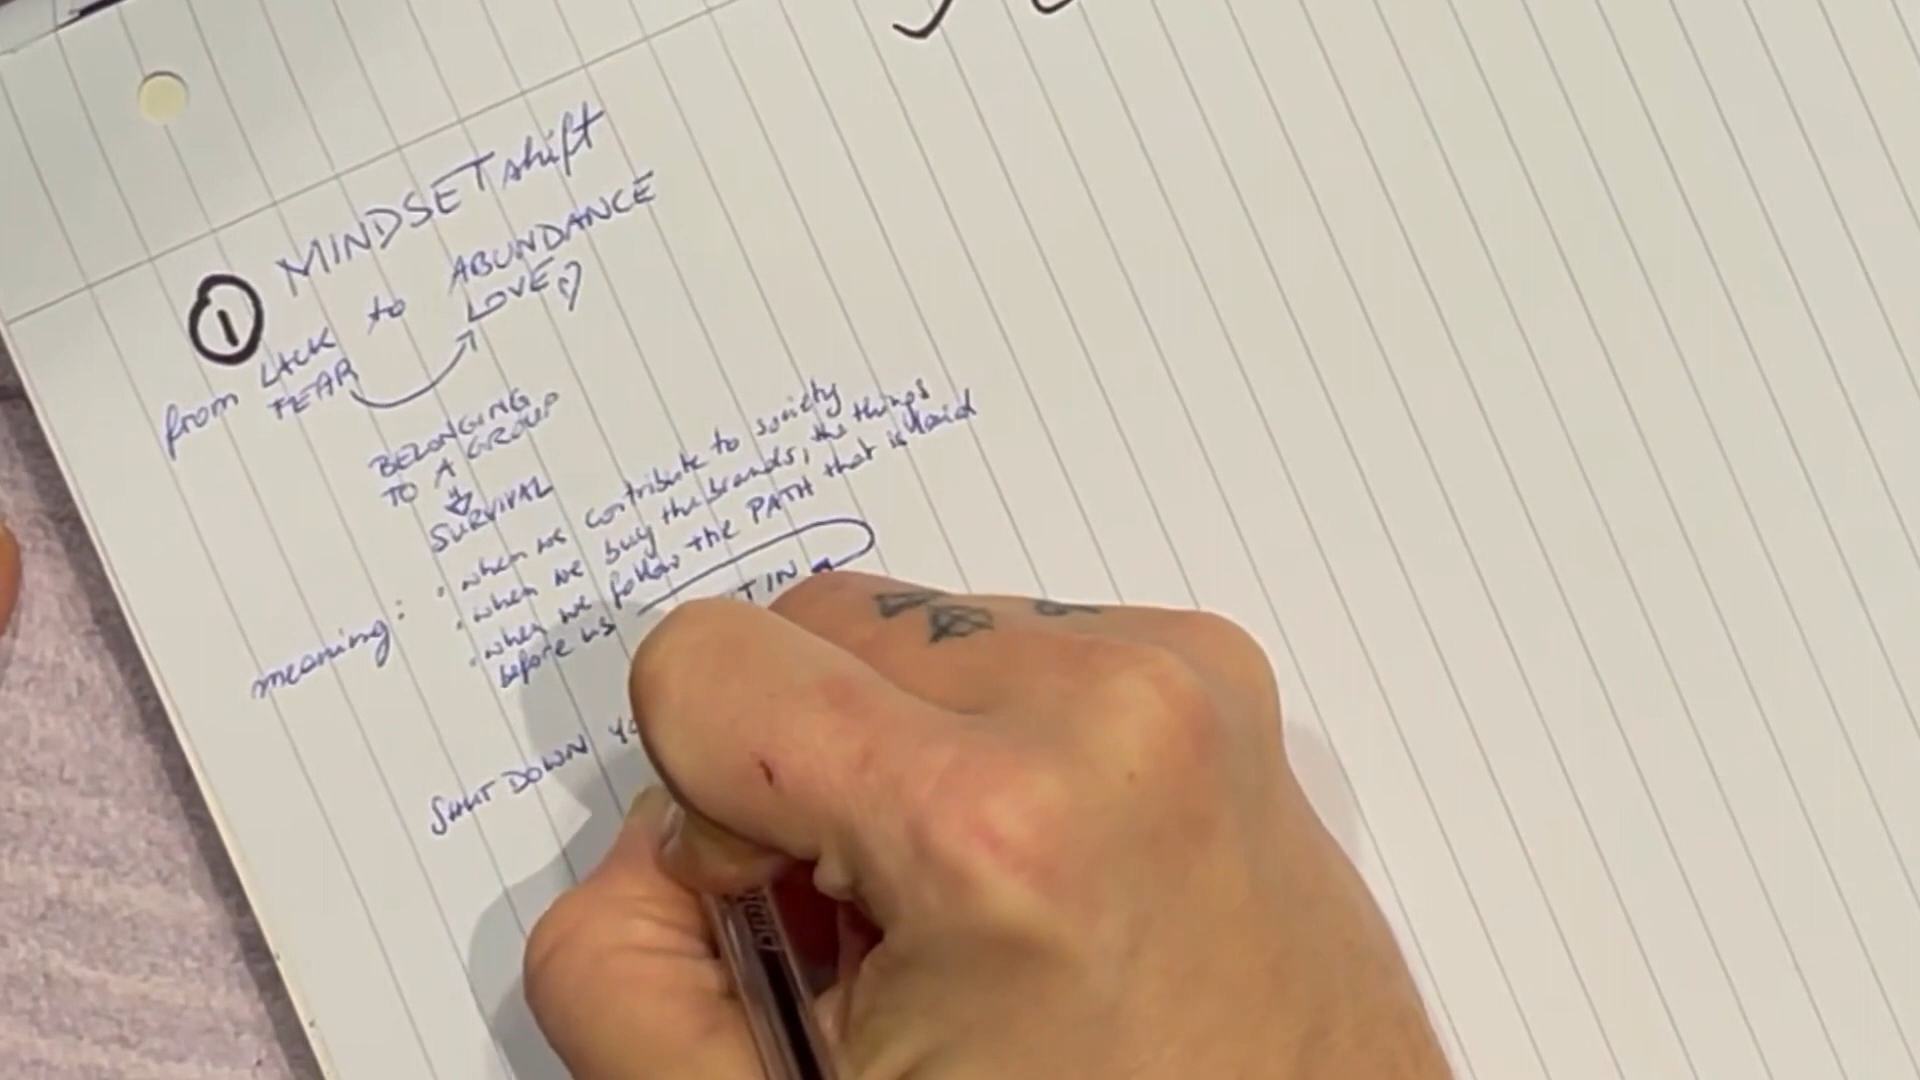 ① MINDSET shift
from LACK to ABUNDANCE
FEAR LOVE ♡
BELONGING
TO A GROUP
⇩
SURVIVAL
meaning:
• when we contribute to society
• when we buy the brands, the things
• when we follow the PATH that is laid
before us
T IN
SHUT DOWN YO